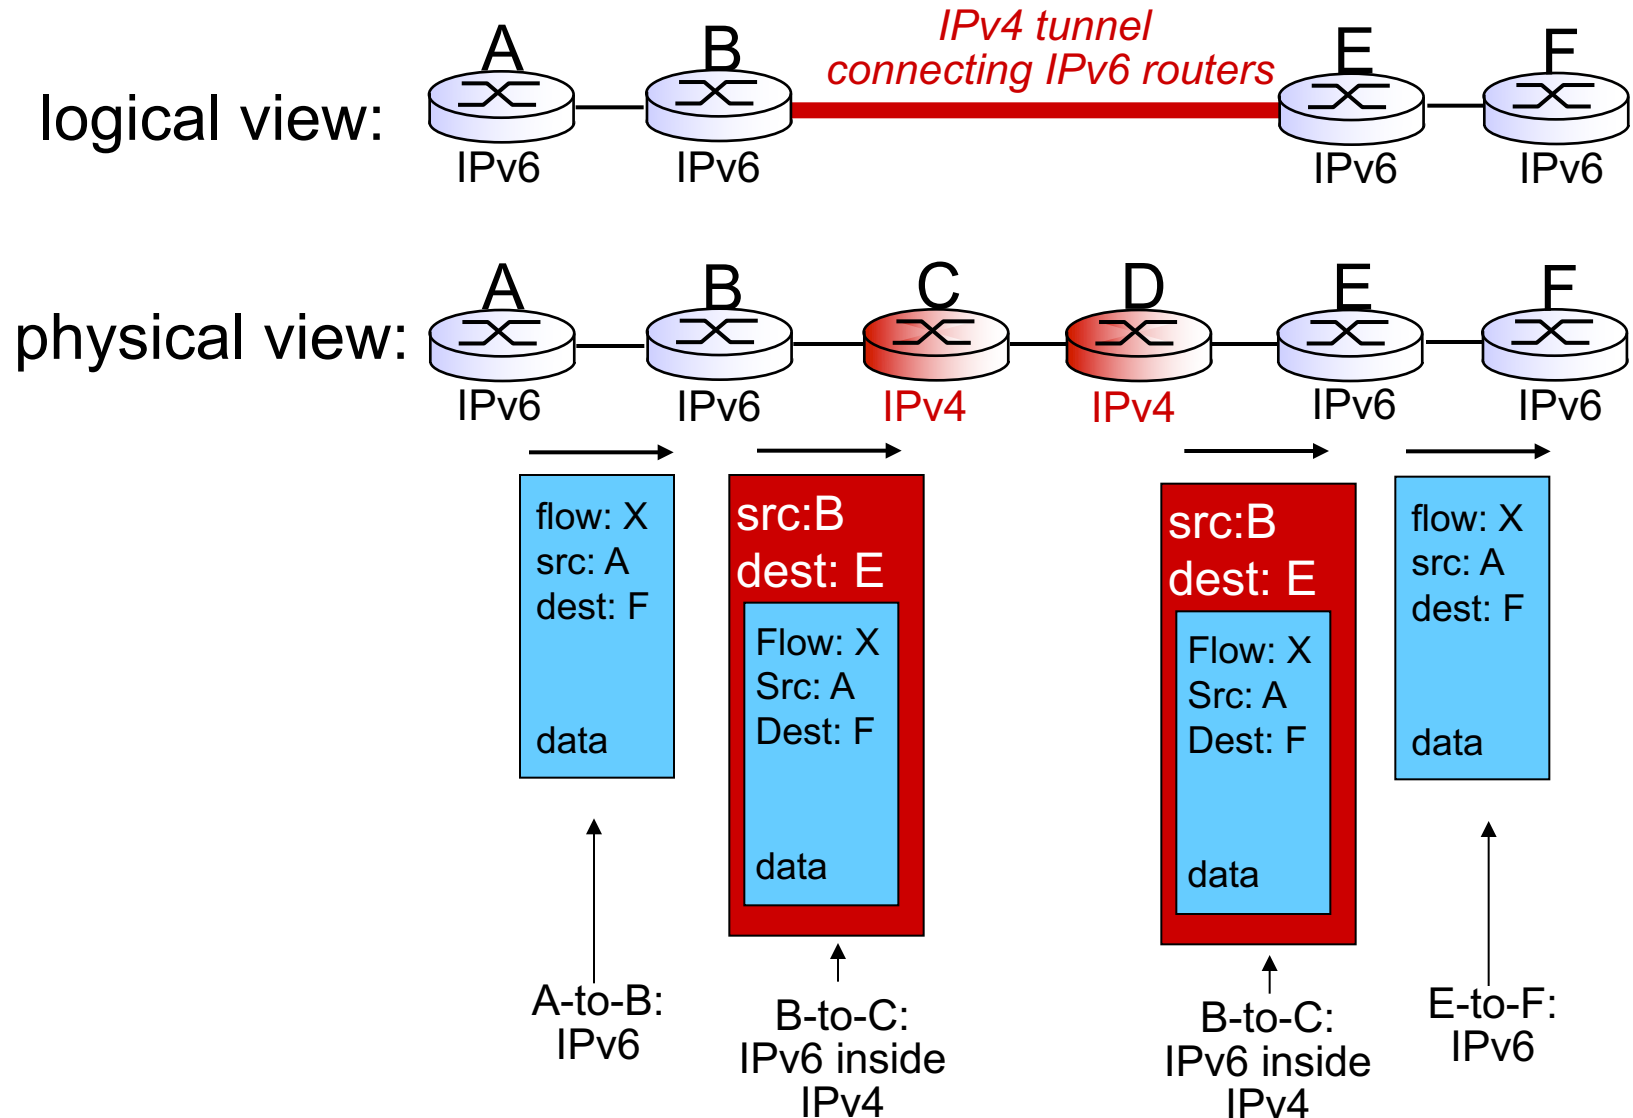 A
B
IPv4 tunnel
connecting IPv6 routers
E
F
logical view:
IPv6
IPv6
IPv6
IPv6
A
B
C
D
E
F
physical view:
IPv6
IPv6
IPv4
IPv4
IPv6
IPv6
flow: X
src: A
dest: F
data
src:B
dest: E
Flow: X
Src: A
Dest: F
data
src:B
dest: E
Flow: X
Src: A
Dest: F
data
flow: X
src: A
dest: F
data
A-to-B:
IPv6
B-to-C:
IPv6 inside
IPv4
B-to-C:
IPv6 inside
IPv4
E-to-F:
IPv6